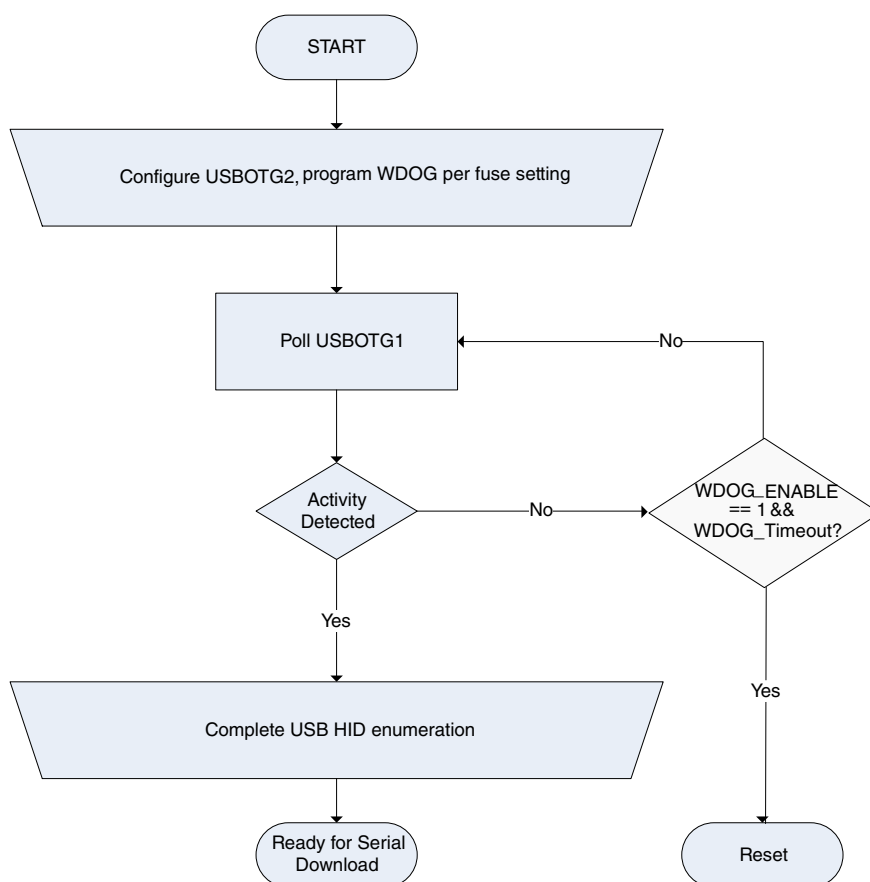 START
Configure USBOTG2, program WDOG per fuse setting
Poll USBOTG1
No
Activity
Detected
No
WDOG_ENABLE
== 1 &&
WDOG_Timeout?
Yes
Yes
Complete USB HID enumeration
Ready for Serial
Download
Reset